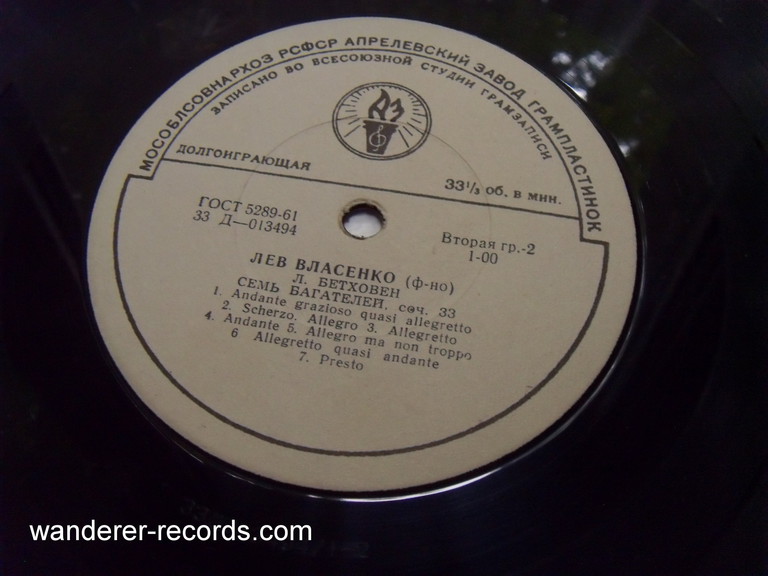 МОСОБЛСОВНАРХОЗ РСФСР АПРЕЛЕВСКИЙ ЗАВОД ГРАМПЛАСТИНОК
ЗАПИСАНО ВО ВСЕСОЮЗНОЙ СТУДИИ ГРАМЗАПИСИ
АЗ
ДОЛГОИГРАЮЩАЯ
33⅓ об. в мин.
ГОСТ 5289-61
33 Д—013494
Вторая гр.-2
1-00
ЛЕВ ВЛАСЕНКО (ф-но)
Л. БЕТХОВЕН
СЕМЬ БАГАТЕЛЕЙ, соч. 33
1. Andante grazioso quasi allegretto
2. Scherzo. Allegro 3. Allegretto
4. Andante 5. Allegro ma non troppo
6 Allegretto quasi andante
7. Presto
wanderer-records.com